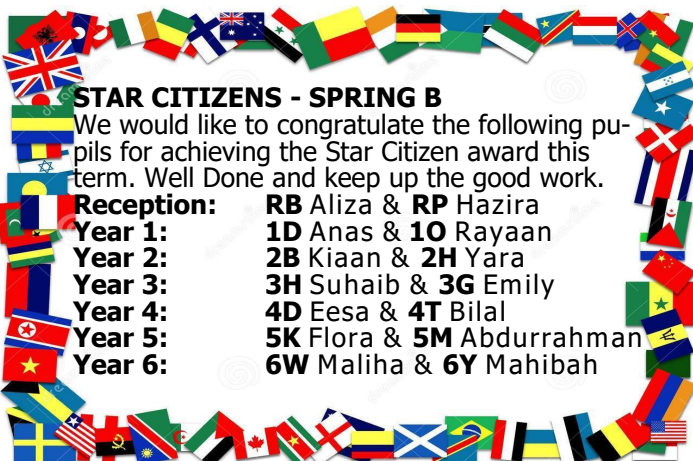 STAR CITIZENS - SPRING B
We would like to congratulate the following pu-
pils for achieving the Star Citizen award this
term. Well Done and keep up the good work.
Reception: RB Aliza & RP Hazira
Year 1: 1D Anas & 1O Rayaan
Year 2: 2B Kiaan & 2H Yara
Year 3: 3H Suhaib & 3G Emily
Year 4: 4D Eesa & 4T Bilal
Year 5: 5K Flora & 5M Abdurrahman
Year 6: 6W Maliha & 6Y Mahibah